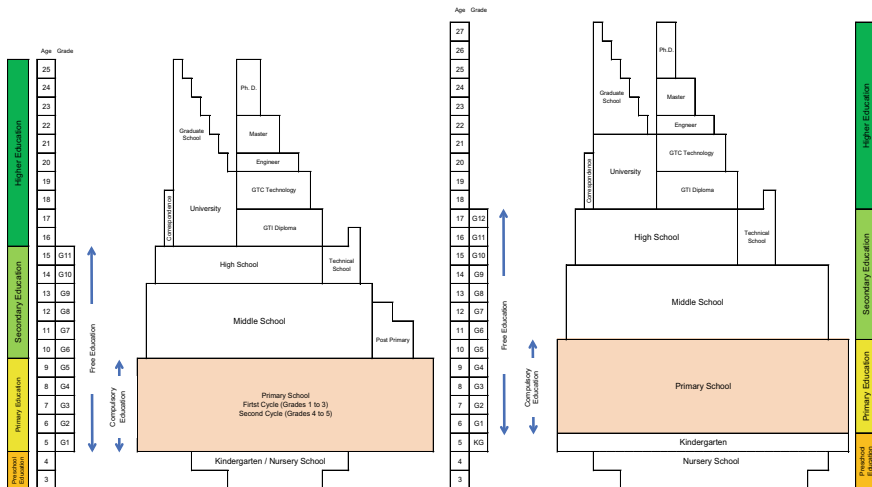 Age Grade
25
24
23
22
21
20
19
18
17
16
15 G11
14 G10
13 G9
12 G8
11 G7
10 G6
9 G5
8 G4
7 G3
6 G2
5 G1
4
3
Higher Education
Secondary Education
Primary Education
Preschool
Education
Free Education
Compulsory
Education
Ph. D.
Graduate
School
Master
Engineer
GTC Technology
Correspondence
University
GTI Diploma
High School
Technical
School
Middle School
Post Primary
Primary School
Firtst Cycle (Grades 1 to 3)
Second Cycle (Grades 4 to 5)
Kindergarten / Nursery School
Age Grade
27
26
25
24
23
22
21
20
19
18
17 G12
16 G11
15 G10
14 G9
13 G8
12 G7
11 G6
10 G5
9 G4
8 G3
7 G2
6 G1
5 KG
4
3
Free Education
Compulsory
Education
Ph.D.
Graduate
School
Master
Engneer
GTC Technology
Correspondence
University
GTI Diploma
High School
Technical
School
Middle School
Primary School
Kindergarten
Nursery School
Higher Education
Secondary Education
Primary Education
Preschool
Education